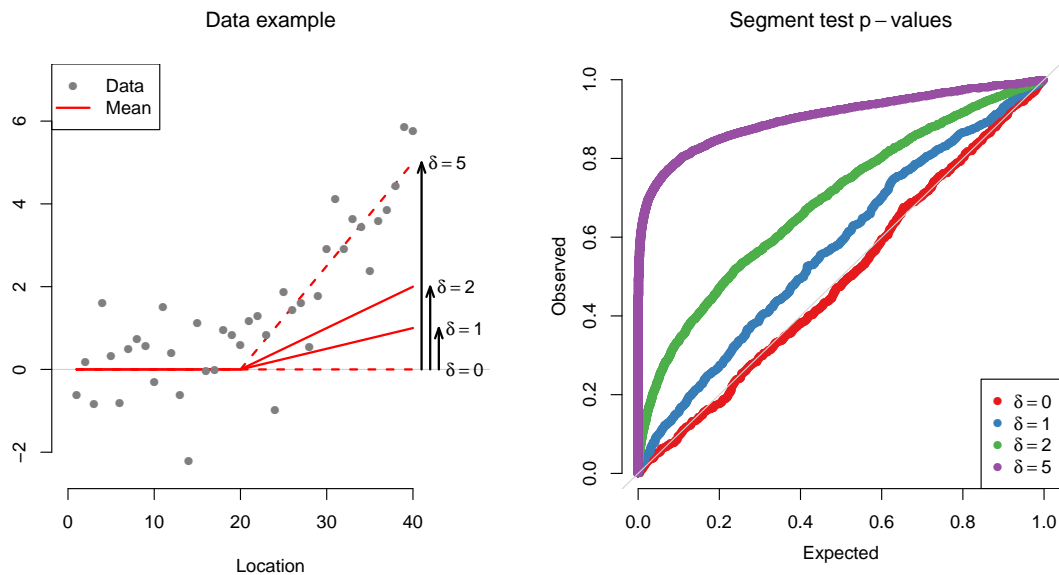 Data example
Data
Mean
6
4
2
0
−2
δ = 5
δ = 2
δ = 1
δ = 0
0 10 20 30 40
Location
Segment test p − values
Observed
1.0
0.8
0.6
0.4
0.2
0.0
δ = 0
δ = 1
δ = 2
δ = 5
0.0 0.2 0.4 0.6 0.8 1.0
Expected